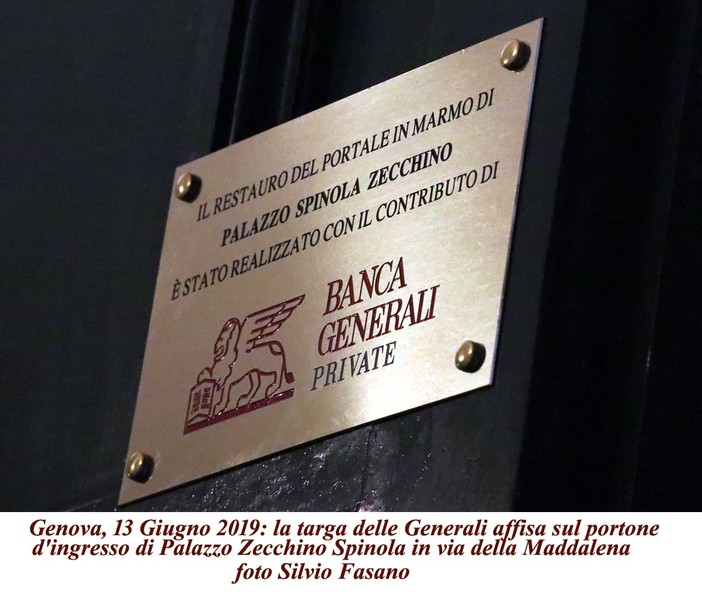 IL RESTAURO DEL PORTALE IN MARMO DI
PALAZZO SPINOLA ZECCHINO
È STATO REALIZZATO CON IL CONTRIBUTO DI
BANCA
GENERALI
PRIVATE
Genova, 13 Giugno 2019: la targa delle Generali affisa sul portone
d'ingresso di Palazzo Zecchino Spinola in via della Maddalena
foto Silvio Fasano